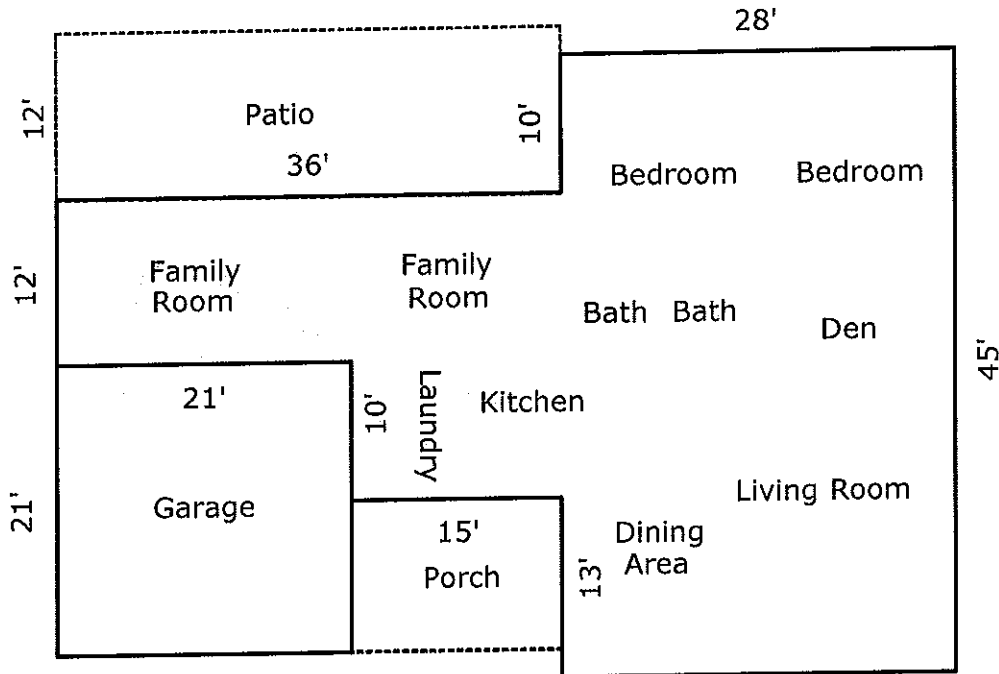 28'
12'
Patio
10'
36'
Bedroom
Bedroom
12'
Family
Room
Family
Room
Bath
Bath
Den
45'
21'
10'
Laundry
Kitchen
21'
Garage
Living Room
15'
Porch
13'
Dining
Area